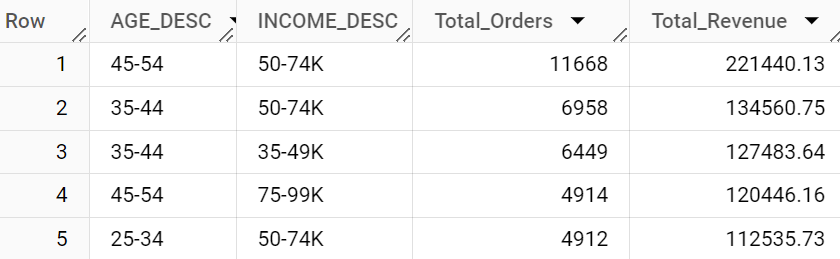 Row AGE_DESC INCOME_DESC Total_Orders Total_Revenue
1 45-54 50-74K 11668 221440.13
2 35-44 50-74K 6958 134560.75
3 35-44 35-49K 6449 127483.64
4 45-54 75-99K 4914 120446.16
5 25-34 50-74K 4912 112535.73